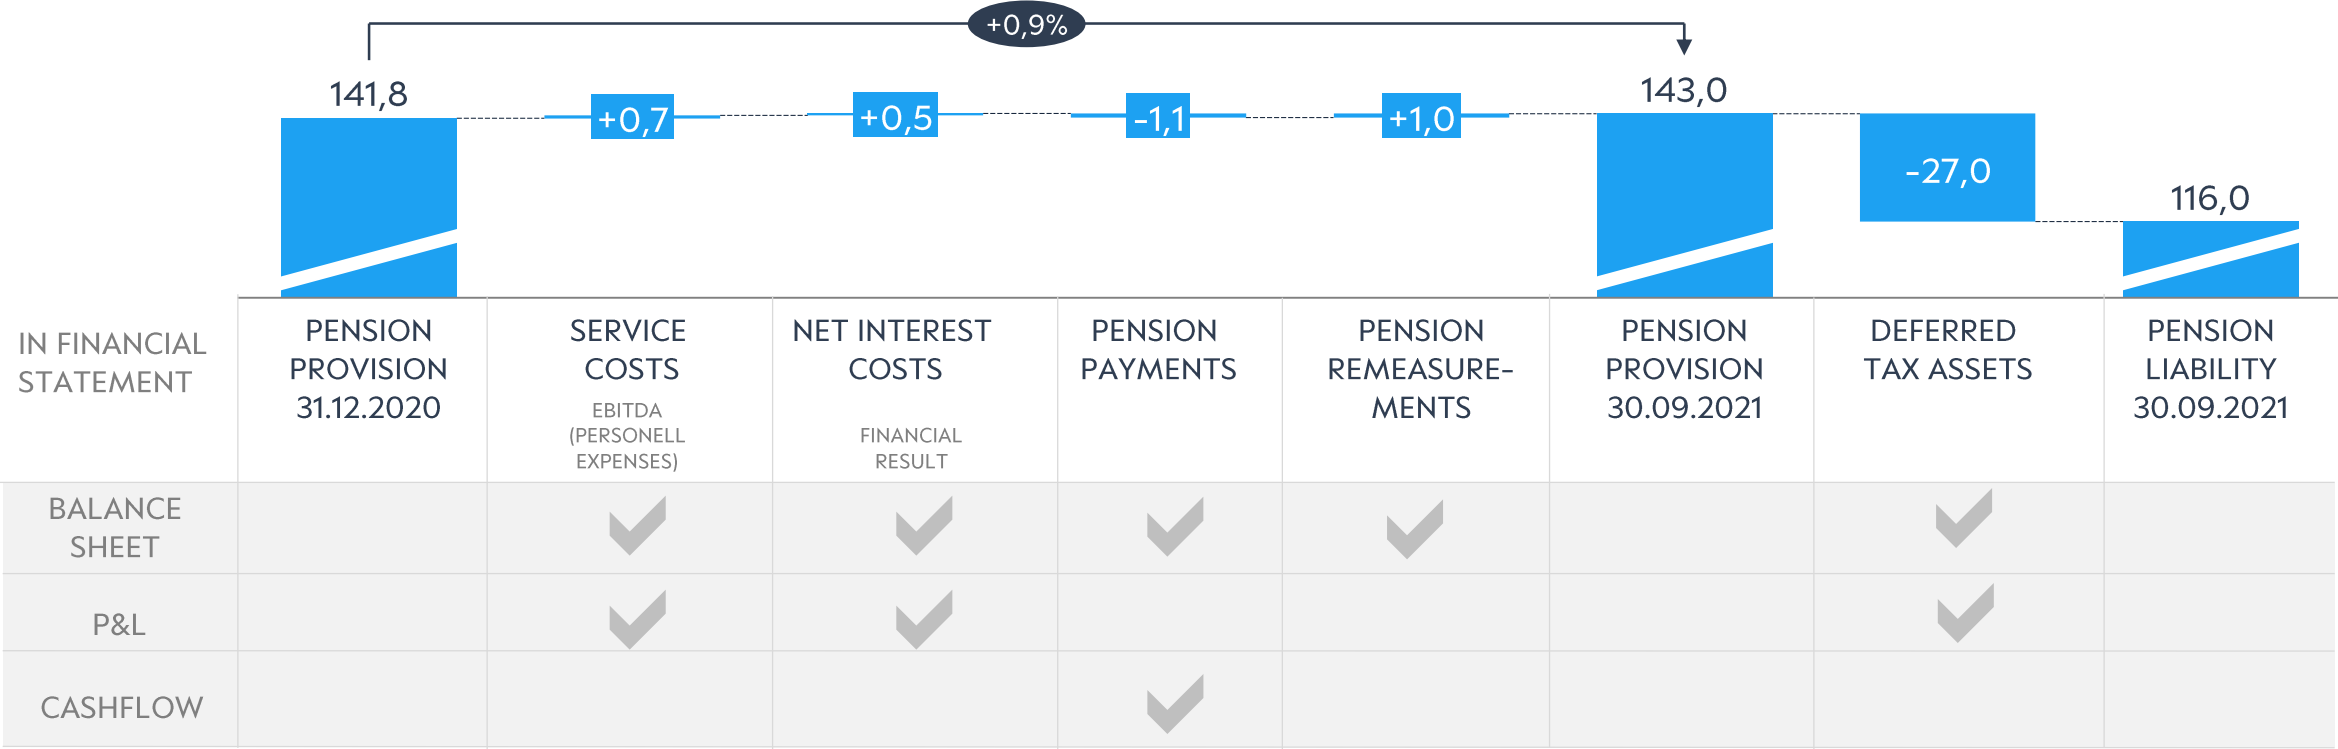 +0,9%
141,8
+0,7
+0,5
-1,1
+1,0
143,0
-27,0
116,0
IN FINANCIAL
STATEMENT
PENSION
PROVISION
31.12.2020
SERVICE
COSTS
EBITDA
(PERSONELL
EXPENSES)
NET INTEREST
COSTS
FINANCIAL
RESULT
PENSION
PAYMENTS
PENSION
REMEASURE-
MENTS
PENSION
PROVISION
30.09.2021
DEFERRED
TAX ASSETS
PENSION
LIABILITY
30.09.2021
BALANCE
SHEET
P&L
CASHFLOW